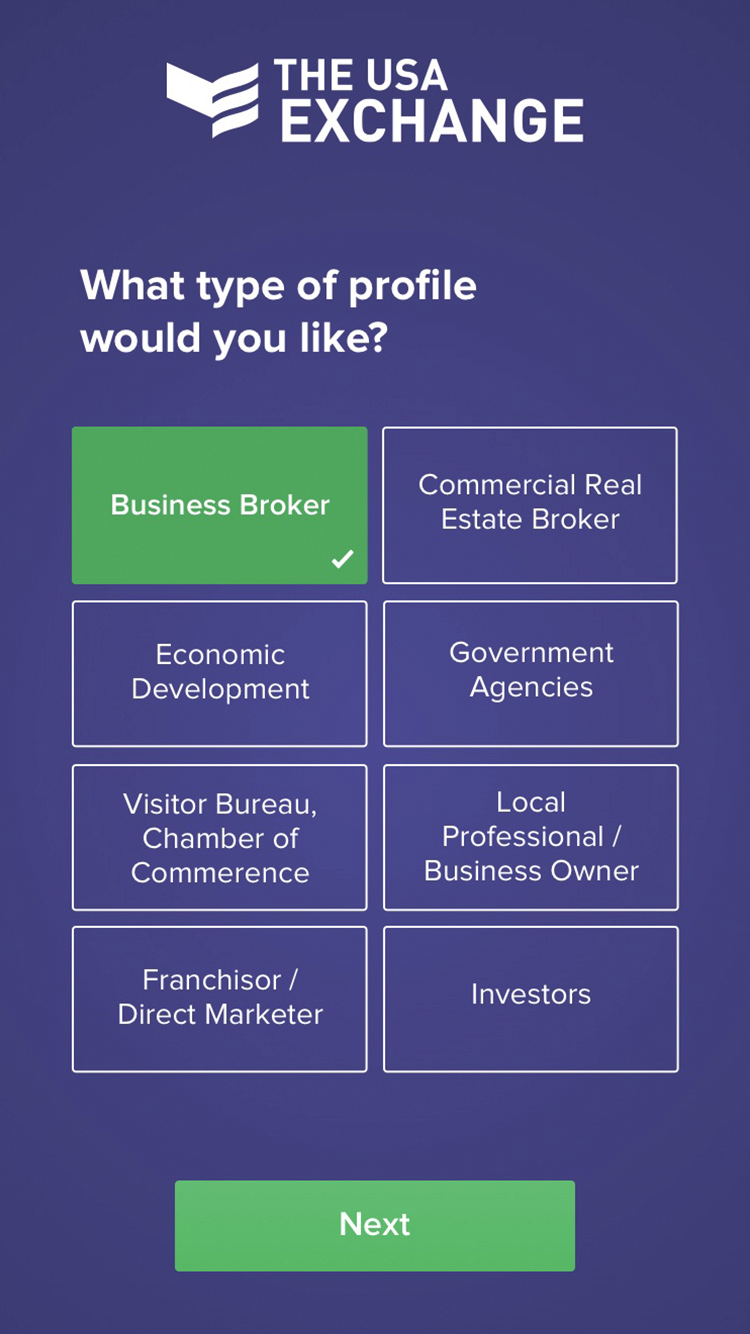 THE USA
EXCHANGE
What type of profile
would you like?
Business Broker
Commercial Real
Estate Broker
Economic
Development
Government
Agencies
Visitor Bureau,
Chamber of
Commerence
Local
Professional /
Business Owner
Franchisor /
Direct Marketer
Investors
Next